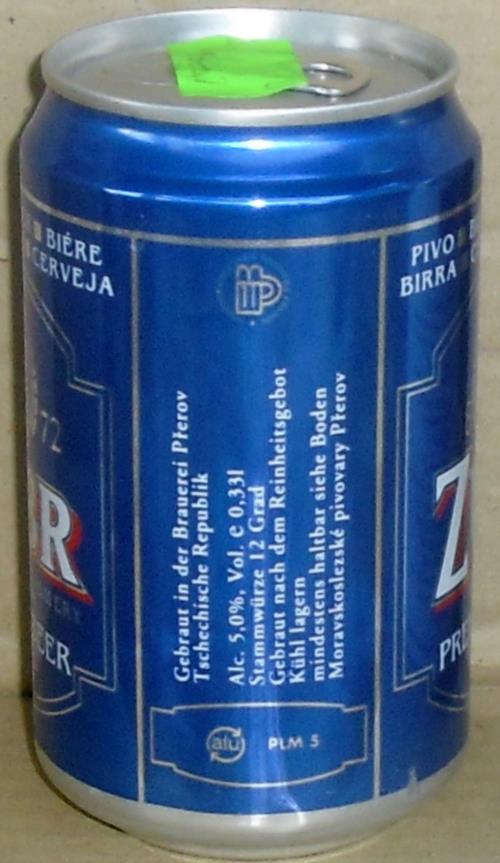 BIÉRE
CERVEJA
PIVO
BIRRA
Gebraut in der Brauerei Přerov
Tschechische Republik
Alc. 5,0%, Vol. e 0,33l
Stammwürze 12 Grad
Gebraut nach dem Reinheitsgebot
Kühl lagern
mindestens haltbar siehe Boden
Moravskoslezské pivovary Přerov
alu
PLM 5